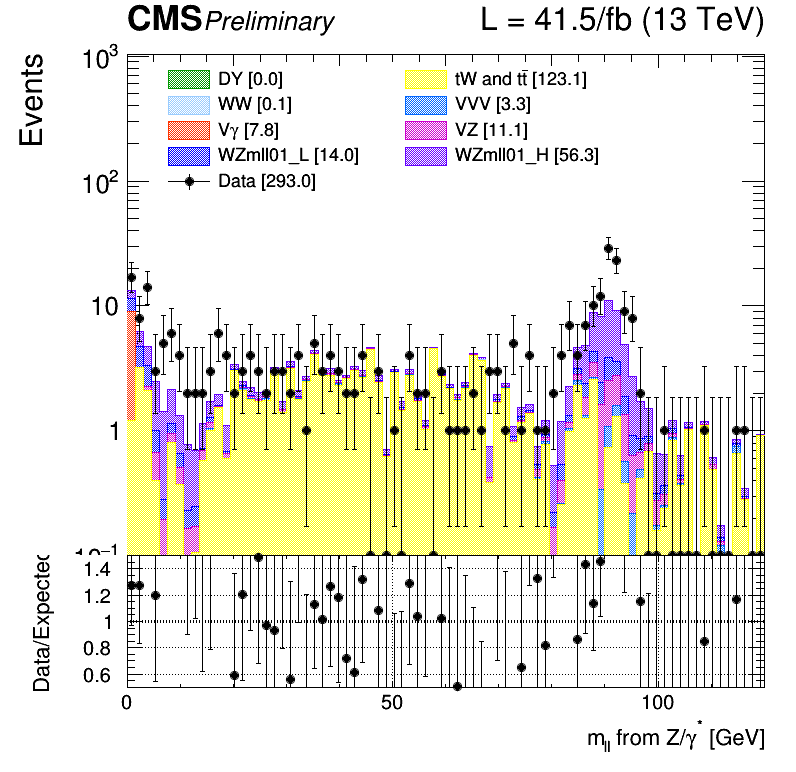 CMS Preliminary L = 41.5/fb (13 TeV)
Events
10³
10²
10
1
10⁻¹
DY [0.0] tW and tt̄ [123.1]
WW [0.1] VVV [3.3]
Vγ [7.8] VZ [11.1]
WZmll01_L [14.0] WZmll01_H [56.3]
Data [293.0]
Data/Expected
1.4
1.2
1
0.8
0.6
0 50 100
m_ll from Z/γ* [GeV]